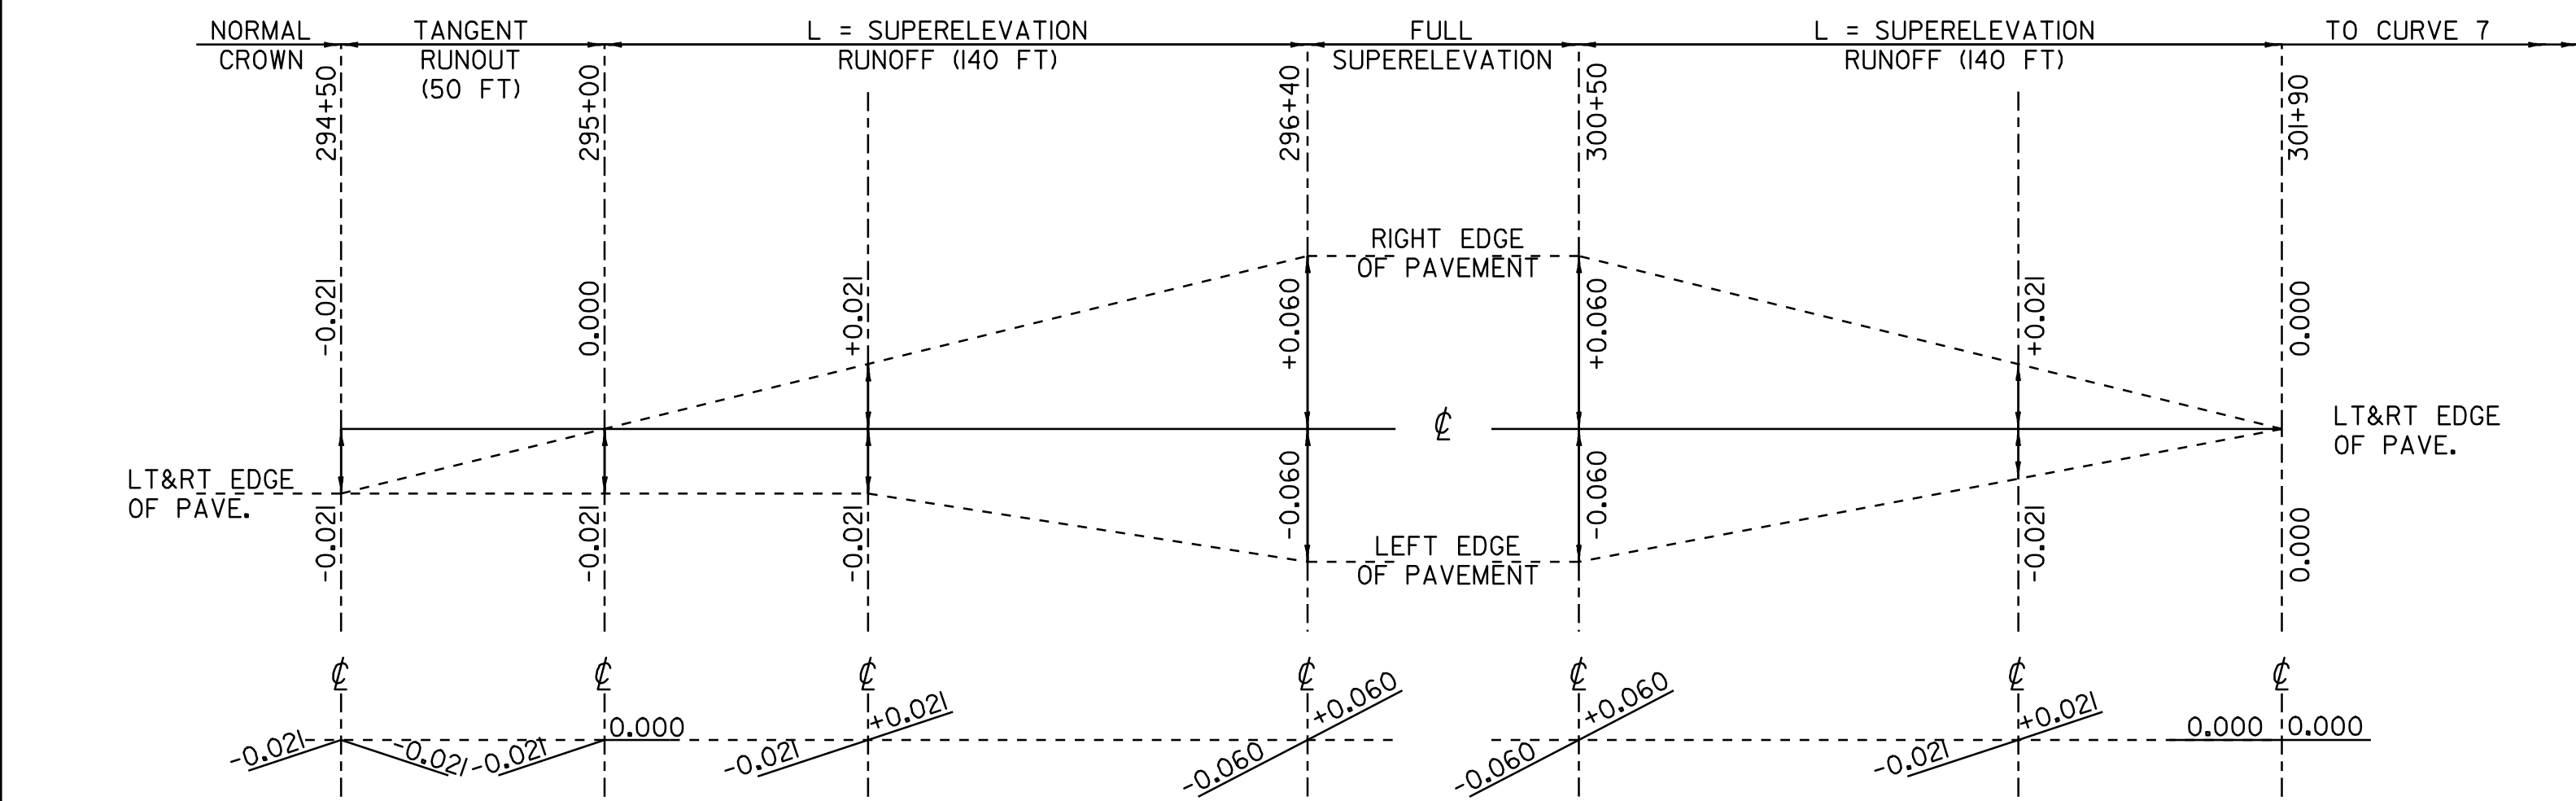 NORMAL
CROWN
TANGENT
RUNOUT
(50 FT)
L = SUPERELEVATION
RUNOFF (140 FT)
FULL
SUPERELEVATION
L = SUPERELEVATION
RUNOFF (140 FT)
TO CURVE 7
294+50
295+00
296+40
300+50
301+90
-0.021
0.000
+0.021
+0.060
+0.060
+0.021
0.000
RIGHT EDGE
OF PAVEMENT
℄
LT&RT EDGE
OF PAVE.
LT&RT EDGE
OF PAVE.
-0.021
-0.021
-0.021
-0.060
-0.060
-0.021
0.000
LEFT EDGE
OF PAVEMENT
℄
℄
℄
℄
℄
℄
℄
-0.021
-0.021
-0.021
0.000
-0.021
+0.021
-0.060
+0.060
-0.060
+0.060
-0.021
+0.021
0.000
0.000